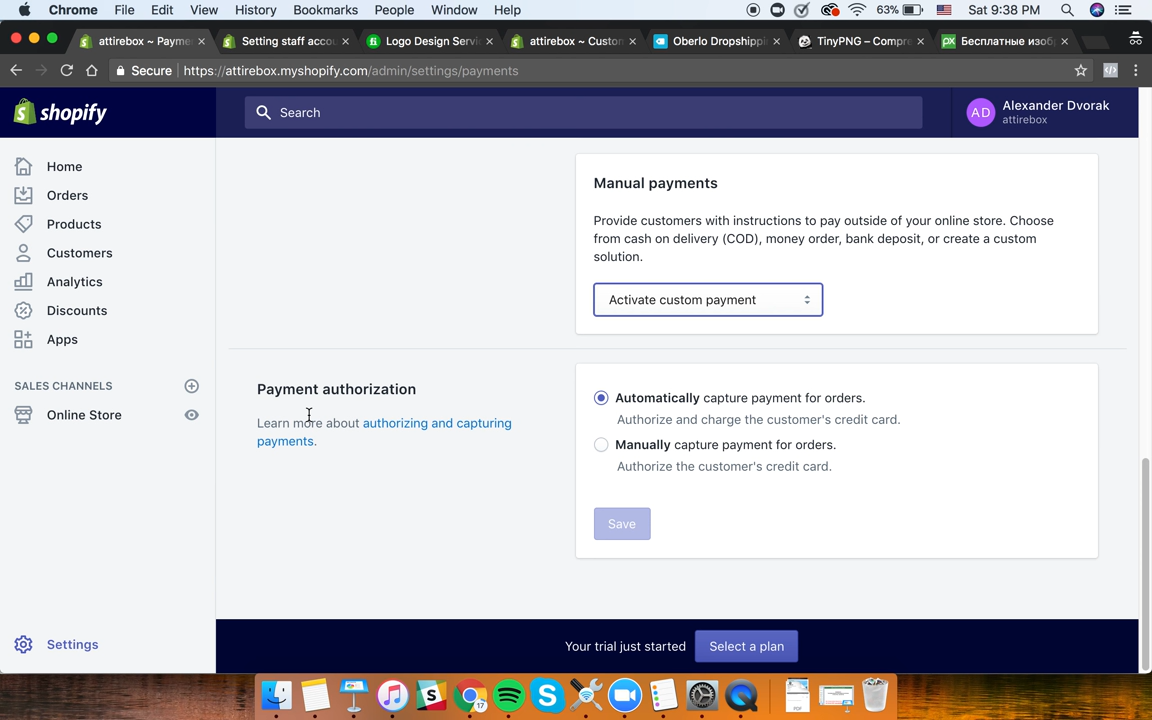 Chrome File Edit View History Bookmarks People Window Help 63% Sat 9:38 PM
attirebox ~ Payme Setting staff accou Logo Design Servi attirebox ~ Custom Oberlo Dropshippi TinyPNG – Compre Бесплатные изоб
Secure https://attirebox.myshopify.com/admin/settings/payments
shopify
Search
AD Alexander Dvorak
attirebox
Home
Orders
Products
Customers
Analytics
Discounts
Apps
SALES CHANNELS
Online Store
Settings
Manual payments
Provide customers with instructions to pay outside of your online store. Choose
from cash on delivery (COD), money order, bank deposit, or create a custom
solution.
Activate custom payment
Payment authorization
Learn more about authorizing and capturing
payments.
Automatically capture payment for orders.
Authorize and charge the customer's credit card.
Manually capture payment for orders.
Authorize the customer's credit card.
Save
Your trial just started Select a plan
17